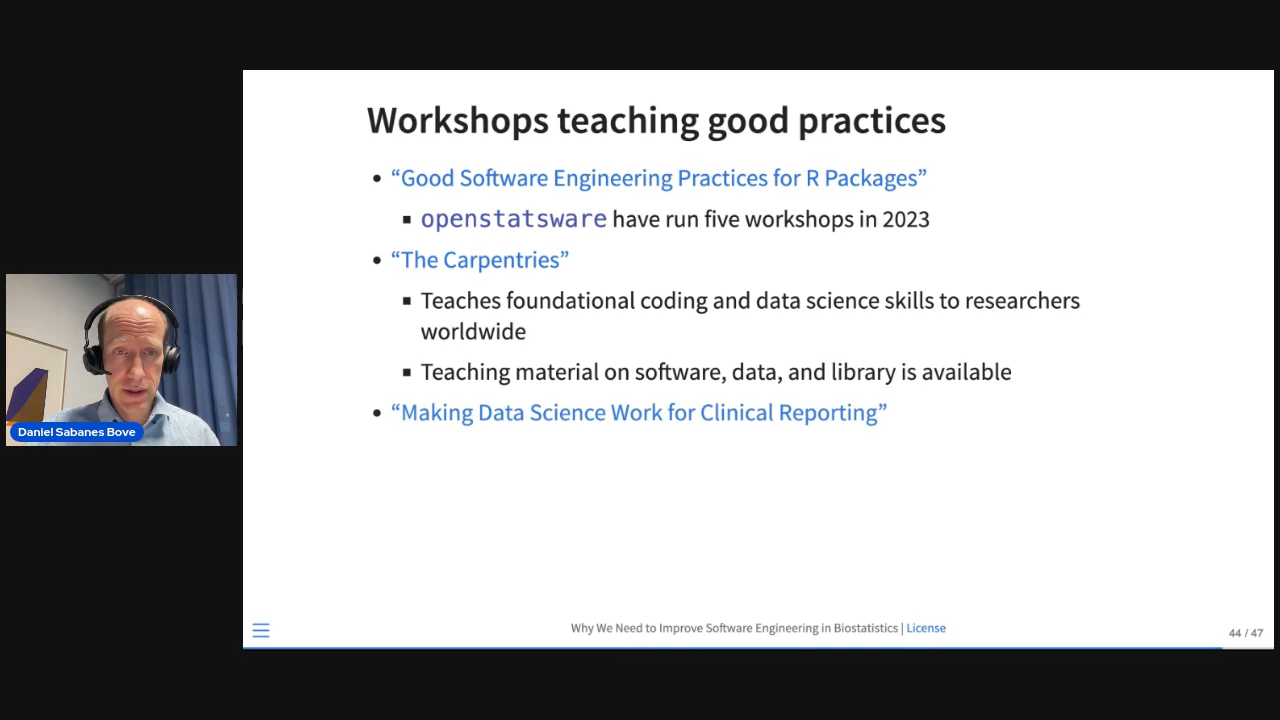 Workshops teaching good practices
• “Good Software Engineering Practices for R Packages”
▪ openstatsware have run five workshops in 2023
• “The Carpentries”
▪ Teaches foundational coding and data science skills to researchers
worldwide
▪ Teaching material on software, data, and library is available
• “Making Data Science Work for Clinical Reporting”
Daniel Sabanes Bove
Why We Need to Improve Software Engineering in Biostatistics | License
44 / 47